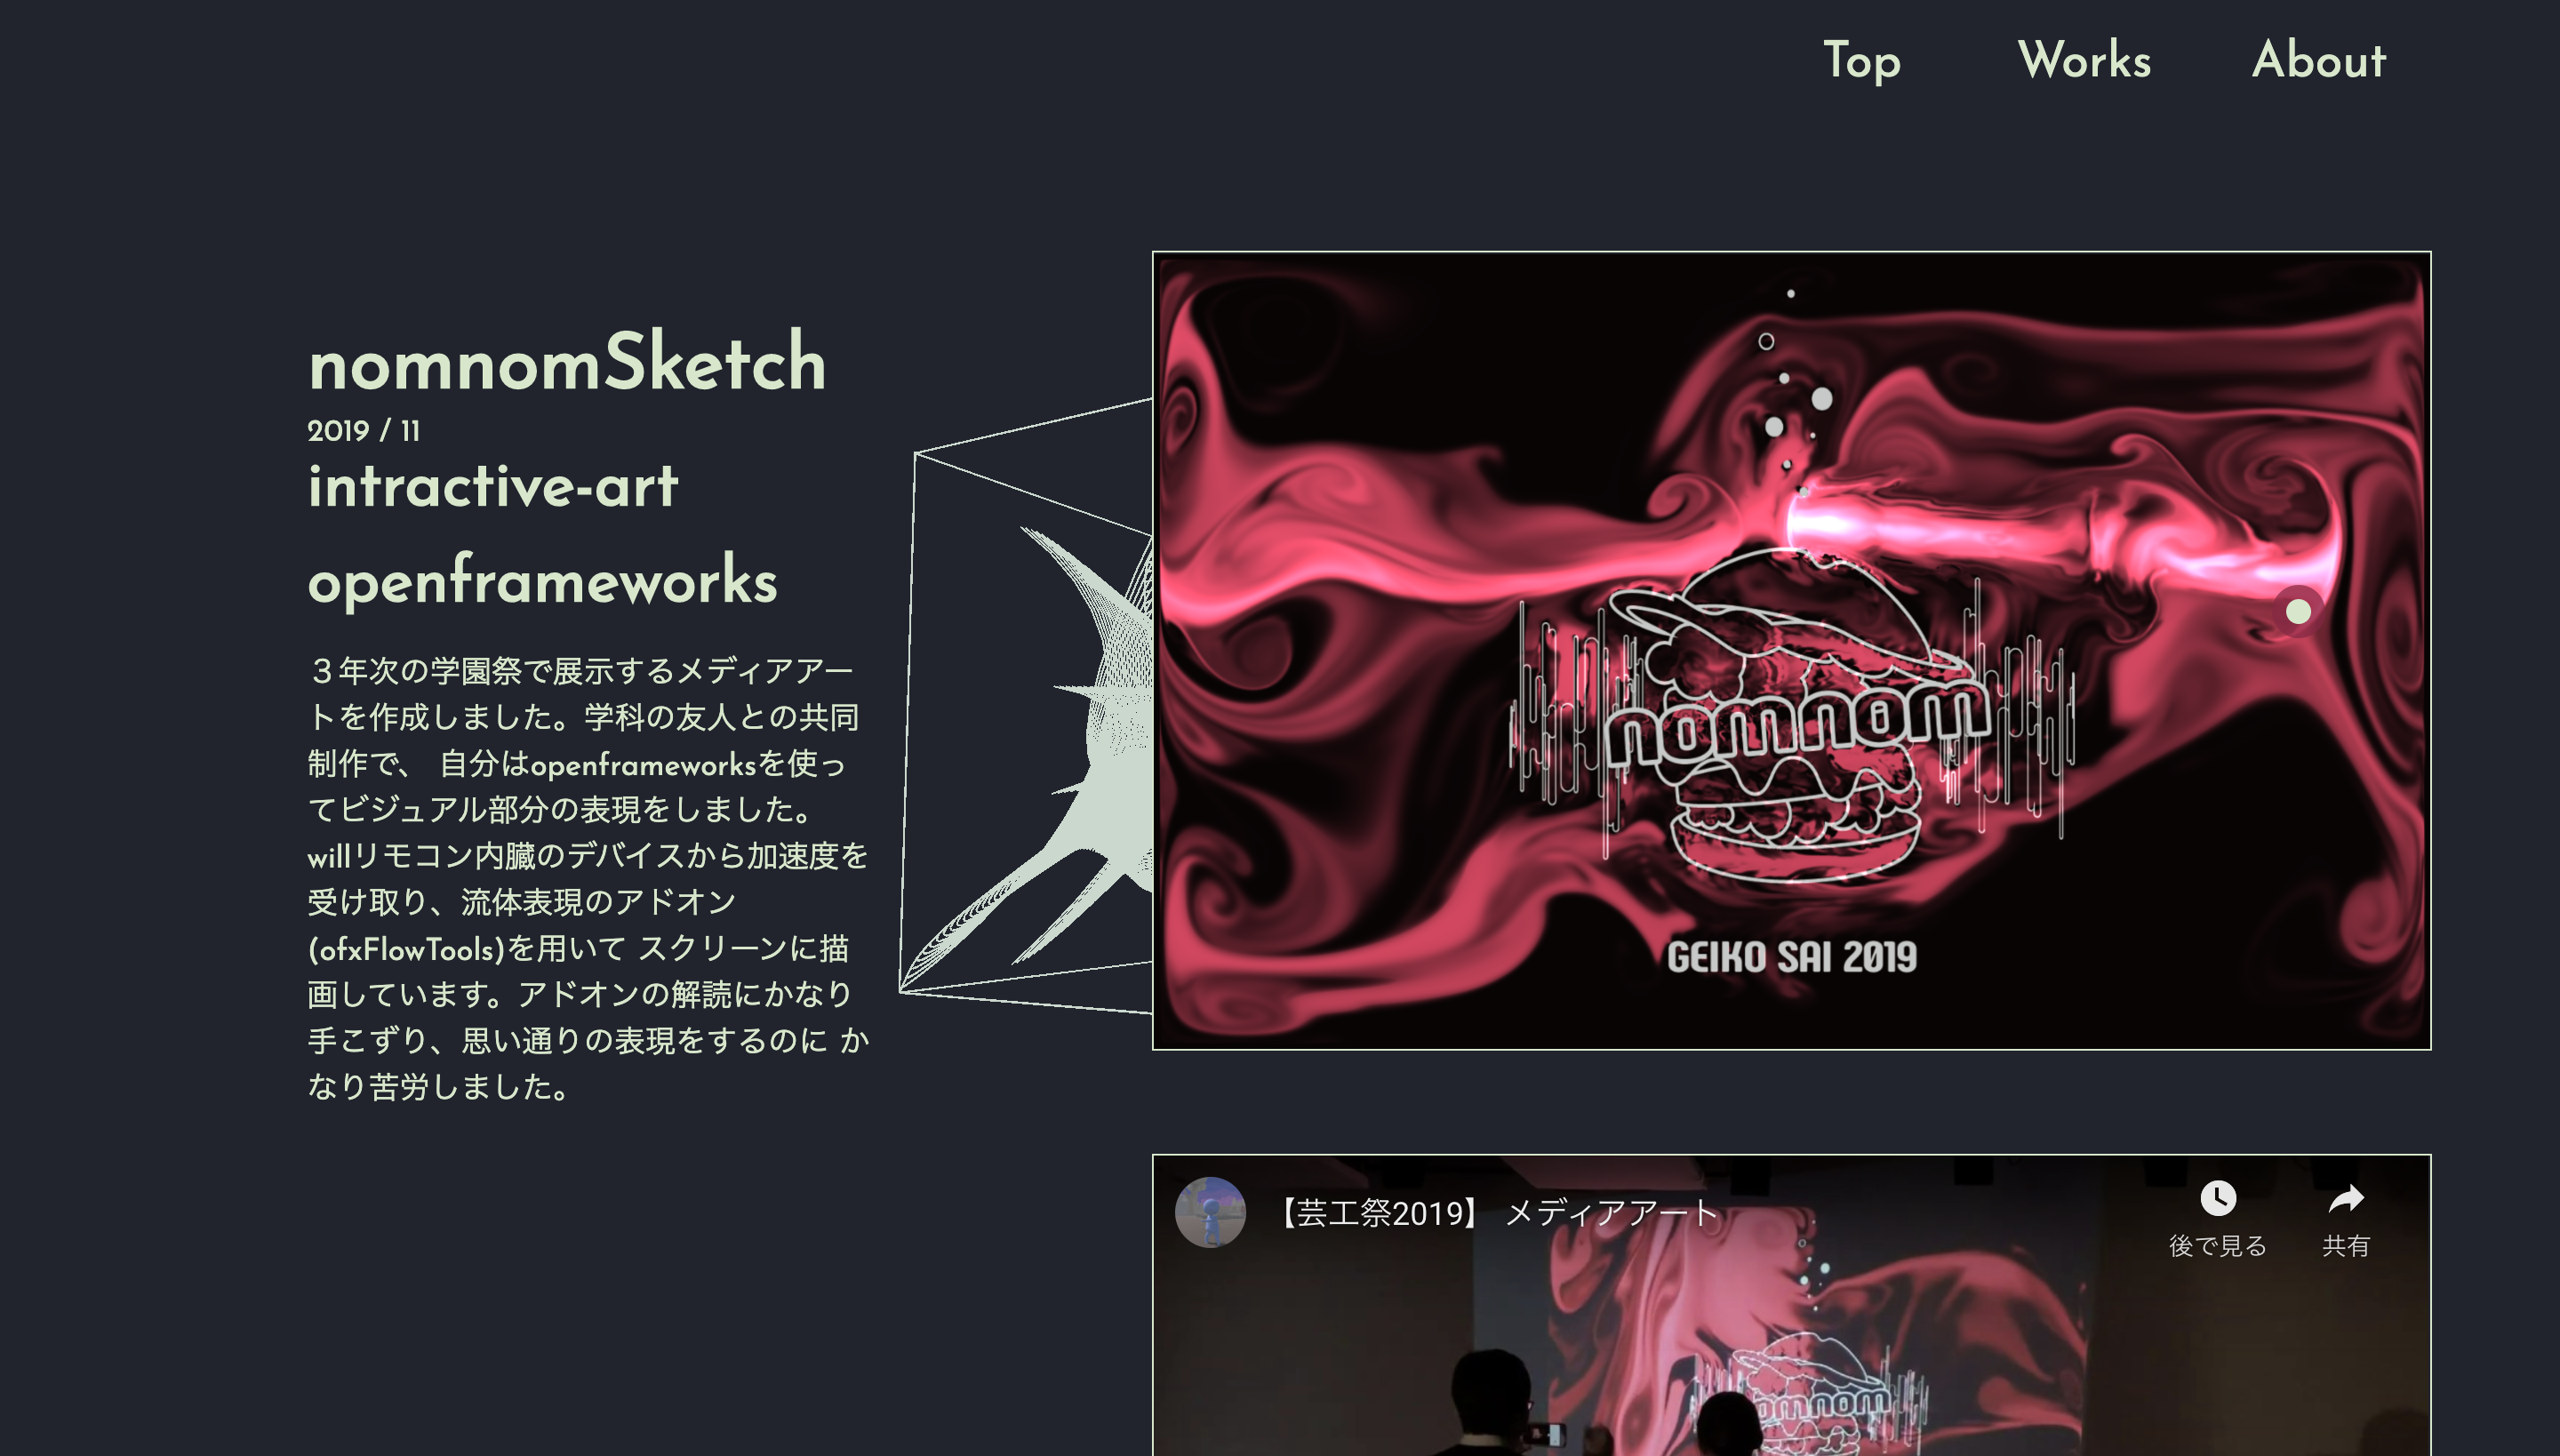 Top Works About
nomnomSketch
2019 / 11
intractive-art
openframeworks
３年次の学園祭で展示するメディアアー
トを作成しました。学科の友人との共同
制作で、 自分はopenframeworksを使っ
てビジュアル部分の表現をしました。
willリモコン内臓のデバイスから加速度を
受け取り、流体表現のアドオン
(ofxFlowTools)を用いて スクリーンに描
画しています。アドオンの解読にかなり
手こずり、思い通りの表現をするのに か
なり苦労しました。
nomnom
GEIKO SAI 2019
【芸工祭2019】 メディアアート
後で見る 共有
omnom